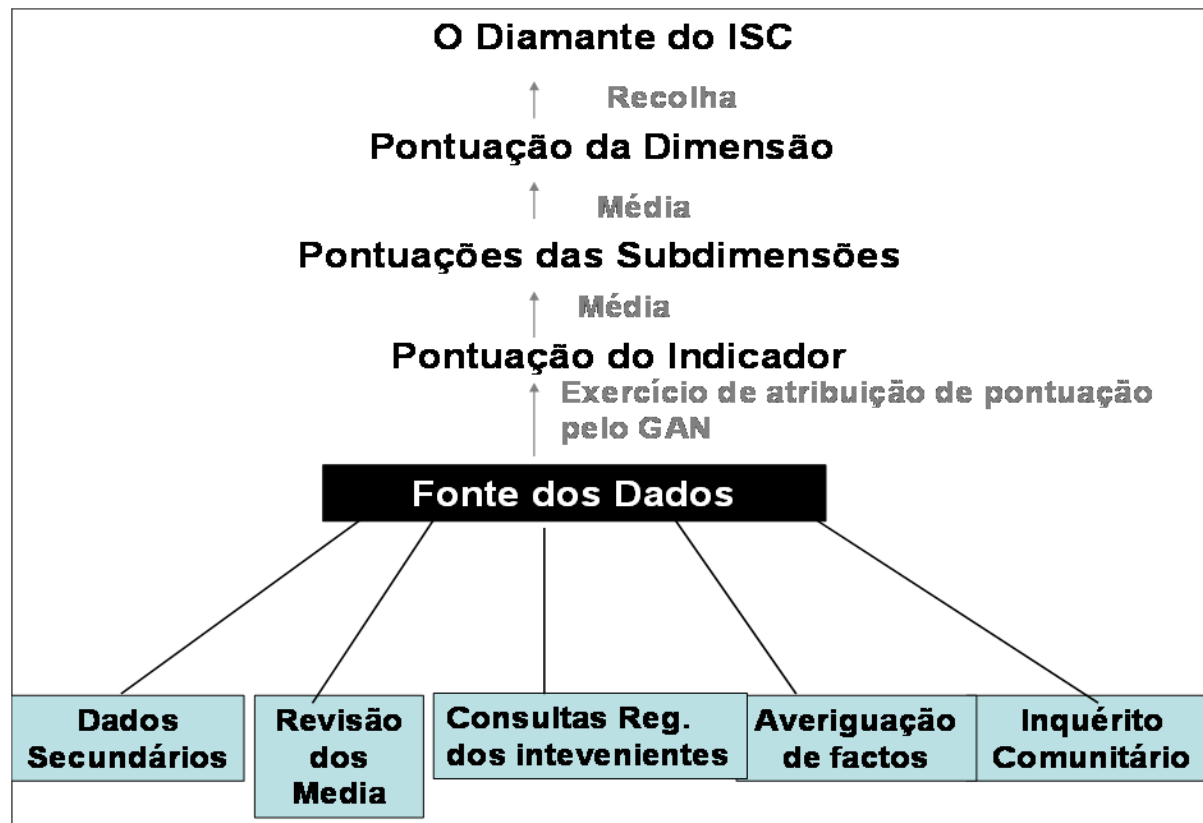 O Diamante do ISC
Recolha
Pontuação da Dimensão
Média
Pontuações das Subdimensões
Média
Pontuação do Indicador
Exercício de atribuição de pontuação
pelo GAN
Fonte dos Dados
Dados
Secundários
Revisão
dos
Media
Consultas Reg.
dos intevenientes
Averiguação
de factos
Inquérito
Comunitário